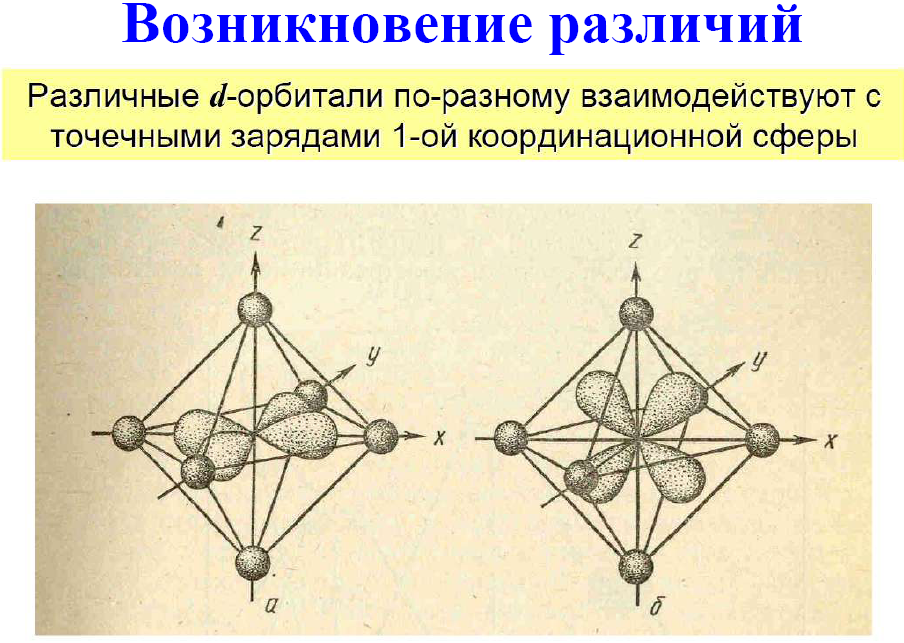 Возникновение различий
Различные d-орбитали по-разному взаимодействуют с
точечными зарядами 1-ой координационной сферы
z
y
x
а
z
y
x
б